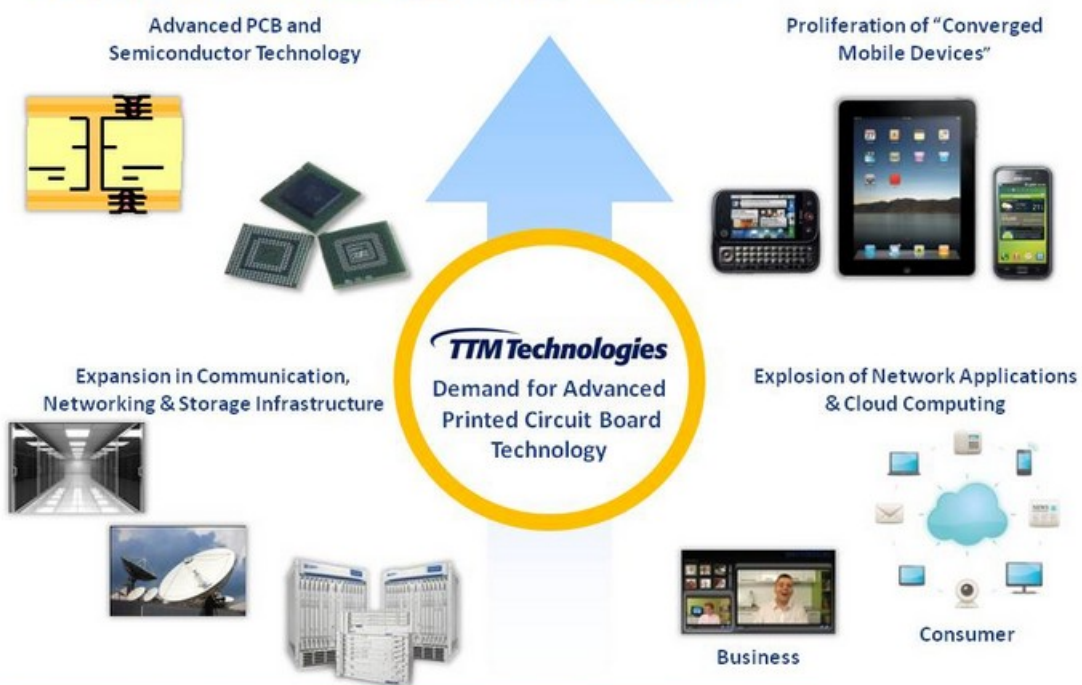 Advanced PCB and
Semiconductor Technology
Proliferation of “Converged
Mobile Devices”
TTM Technologies
Demand for Advanced
Printed Circuit Board
Technology
Expansion in Communication,
Networking & Storage Infrastructure
Explosion of Network Applications
& Cloud Computing
NEWS
Business
Consumer